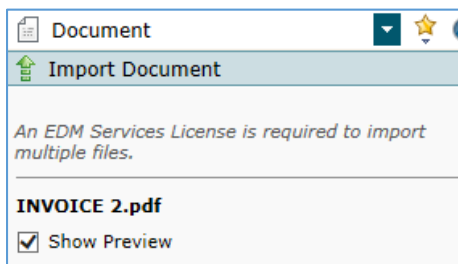 Document
Import Document
An EDM Services License is required to import
multiple files.
INVOICE 2.pdf
Show Preview